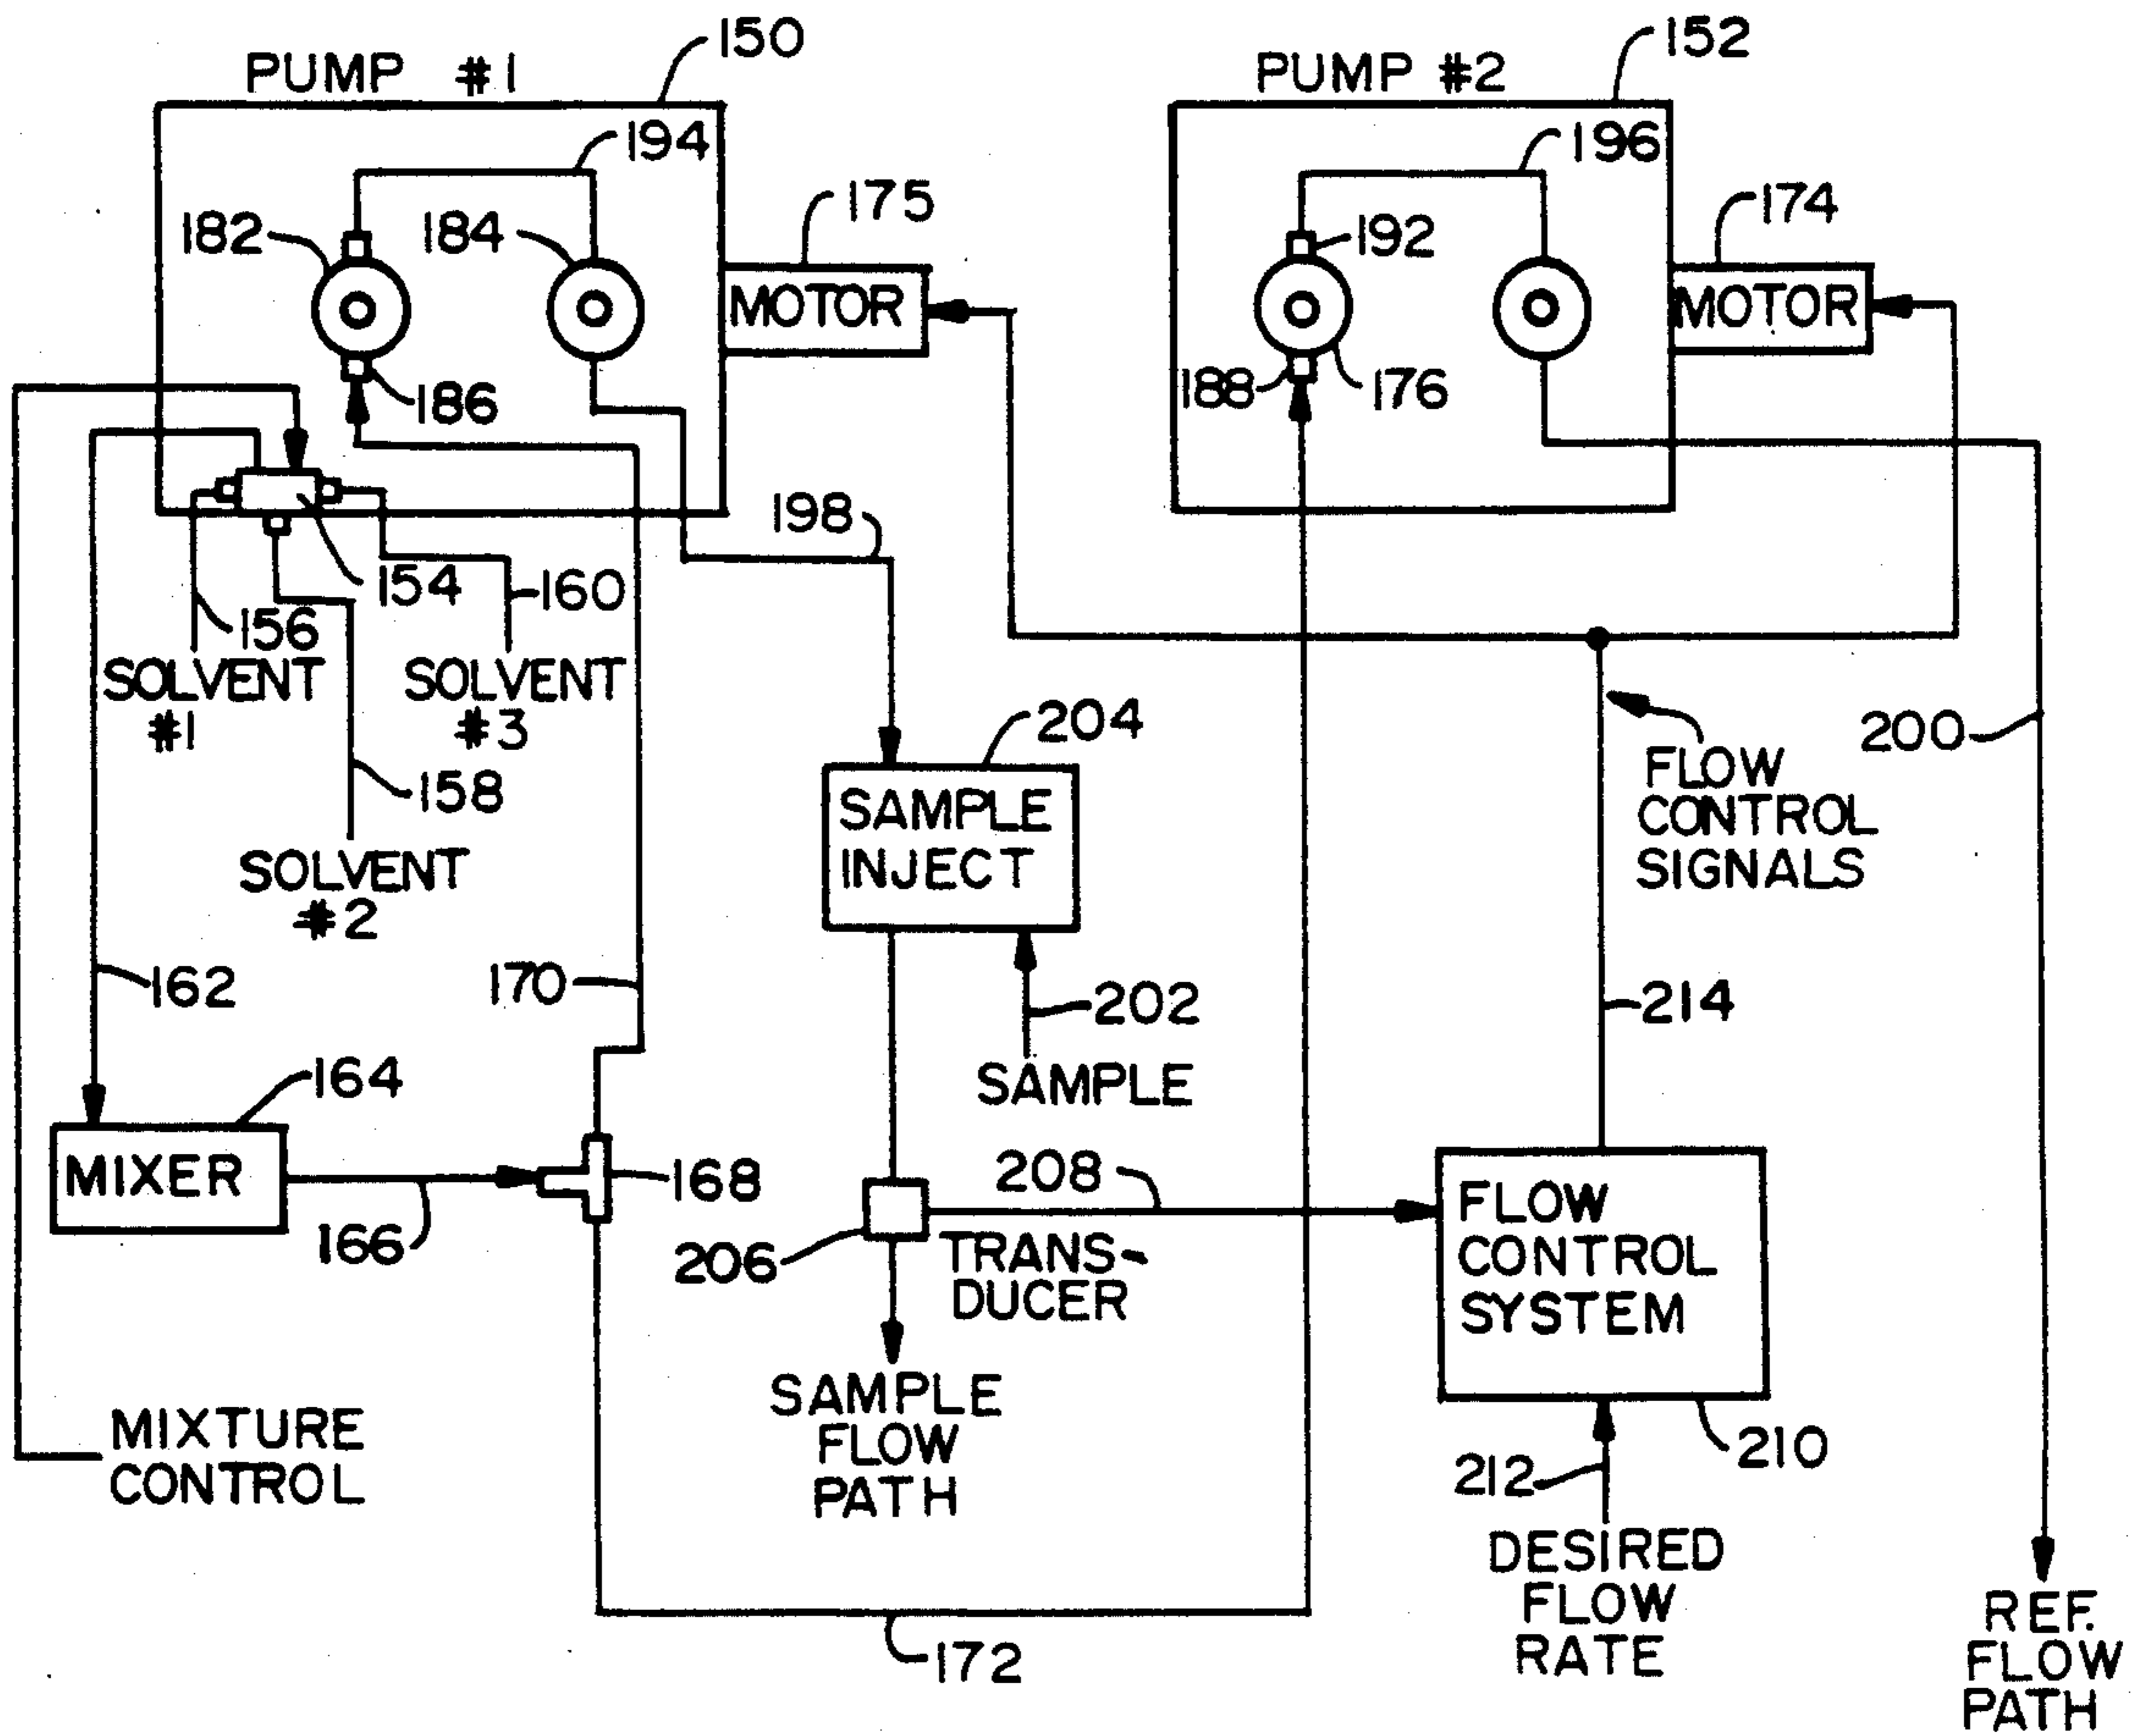 150
152
PUMP #1
PUMP #2
194
196
175
174
182
184
192
MOTOR
MOTOR
186
188
176
198
154
160
156
SOLVENT
#1
SOLVENT
#3
158
SOLVENT
#2
204
200
FLOW
CONTROL
SIGNALS
SAMPLE
INJECT
162
170
202
214
SAMPLE
164
MIXER
168
166
208
206
TRANS-
DUCER
FLOW
CONTROL
SYSTEM
SAMPLE
FLOW
PATH
MIXTURE
CONTROL
210
212
DESIRED
FLOW
RATE
REF.
FLOW
PATH
172